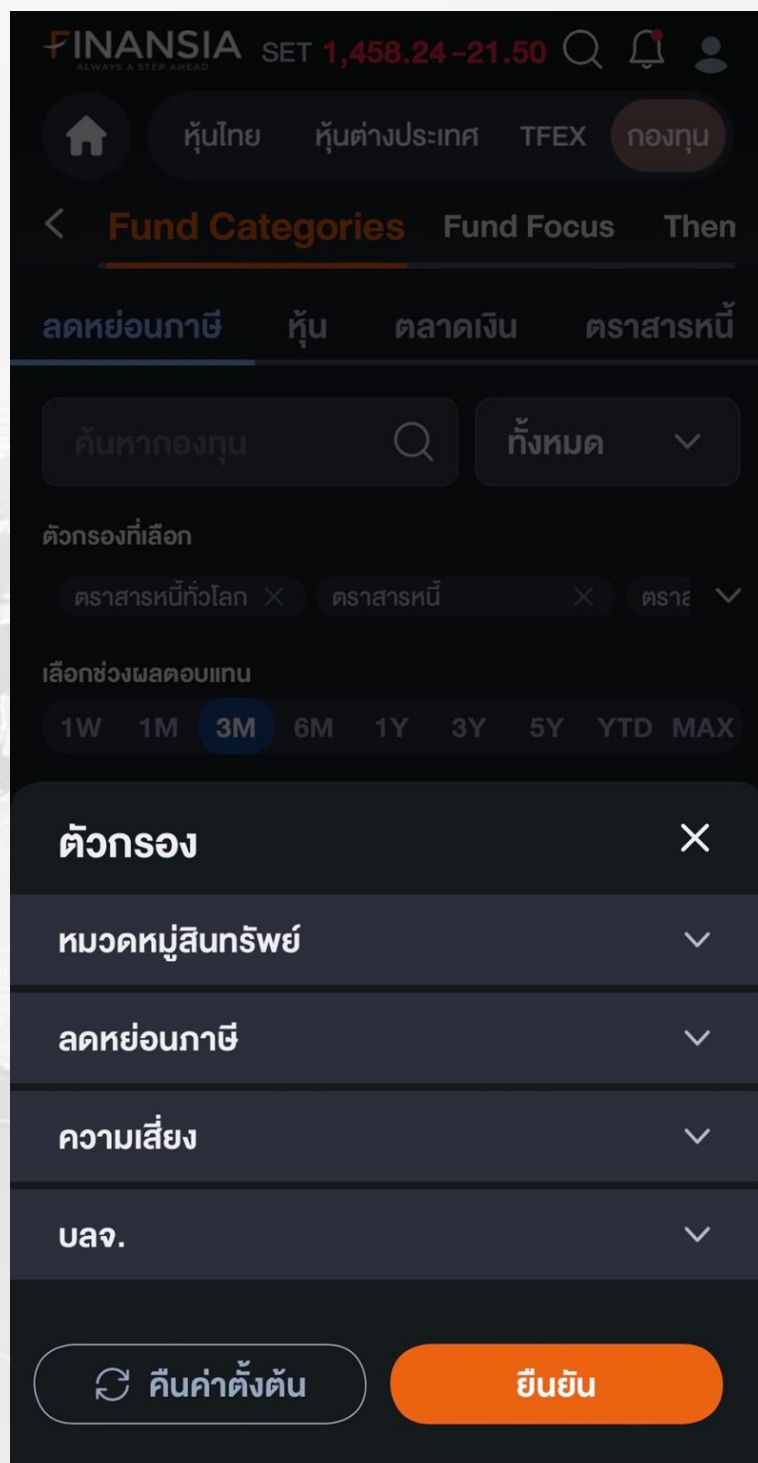 FINANSIA SET 1,458.24 -21.50
ALWAYS A STEP AHEAD
หุ้นไทย หุ้นต่างประเทศ TFEX กองทุน
Fund Categories Fund Focus Them
ลดหย่อนภาษี หุ้น ตลาดเงิน ตราสารหนี้
ค้นหากองทุน ทั้งหมด
ตัวกรองที่เลือก
ตราสารหนี้ทั่วโลก ตราสารหนี้ ตราส
เลือกช่วงผลตอบแทน
1W 1M 3M 6M 1Y 3Y 5Y YTD MAX
ตัวกรอง
หมวดหมู่สินทรัพย์
ลดหย่อนภาษี
ความเสี่ยง
บลจ.
คืนค่าตั้งต้น ยืนยัน